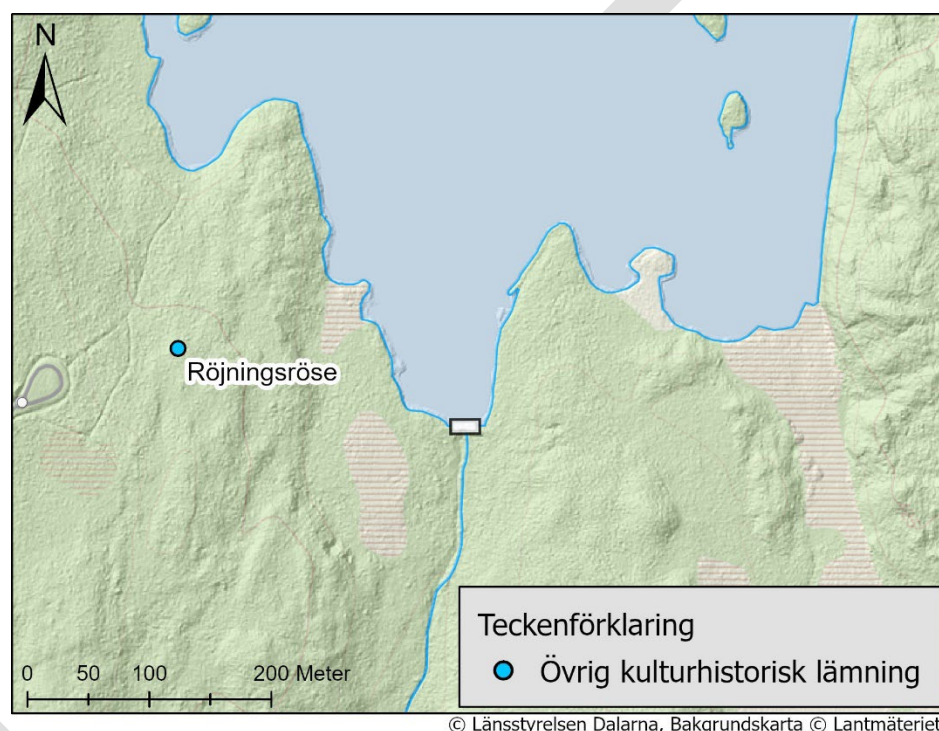 N
Röjningsröse
0 50 100 200 Meter
Teckenförklaring
Övrig kulturhistorisk lämning
© Länsstyrelsen Dalarna, Bakgrundskarta © Lantmäteriet